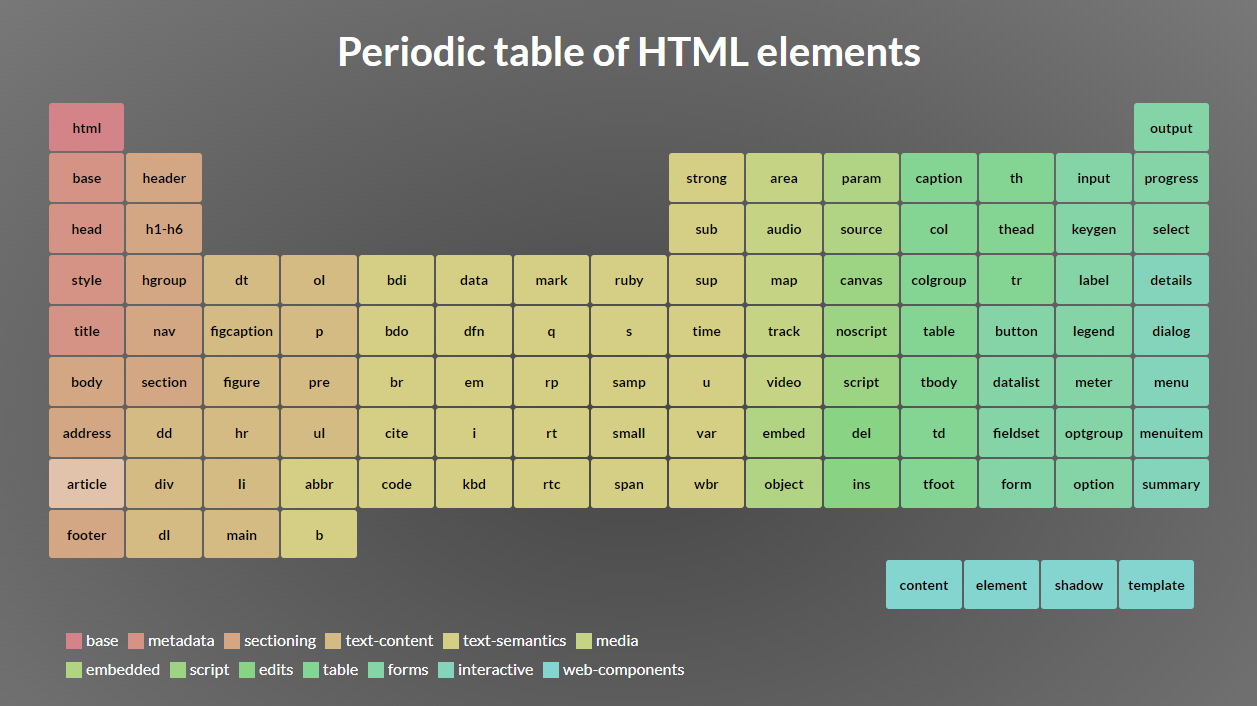 Periodic table of HTML elements
html output
base header strong area param caption th input progress
head h1-h6 sub audio source col thead keygen select
style hgroup dt ol bdi data mark ruby sup map canvas colgroup tr label details
title nav figcaption p bdo dfn q s time track noscript table button legend dialog
body section figure pre br em rp samp u video script tbody datalist meter menu
address dd hr ul cite i rt small var embed del td fieldset optgroup menuitem
article div li abbr code kbd rtc span wbr object ins tfoot form option summary
footer dl main b
content element shadow template
base metadata sectioning text-content text-semantics media
embedded script edits table forms interactive web-components